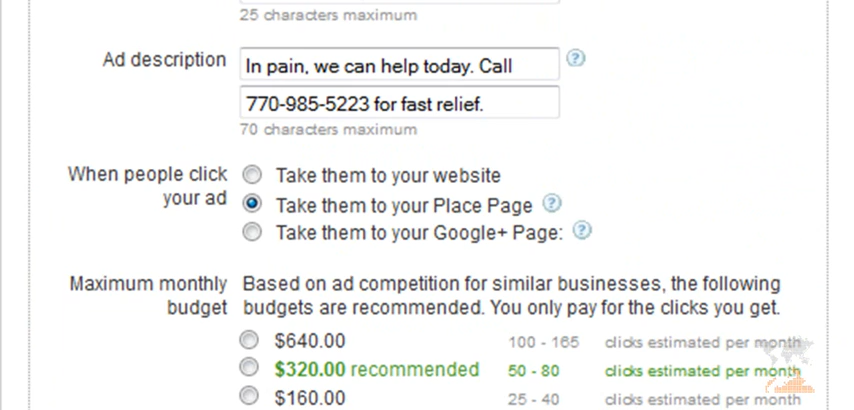 25 characters maximum
Ad description
In pain, we can help today. Call
770-985-5223 for fast relief.
70 characters maximum
When people click your ad
Take them to your website
Take them to your Place Page
Take them to your Google+ Page:
Maximum monthly budget
Based on ad competition for similar businesses, the following
budgets are recommended. You only pay for the clicks you get.
$640.00 100 - 165 clicks estimated per month
$320.00 recommended 50 - 80 clicks estimated per month
$160.00 25 - 40 clicks estimated per month